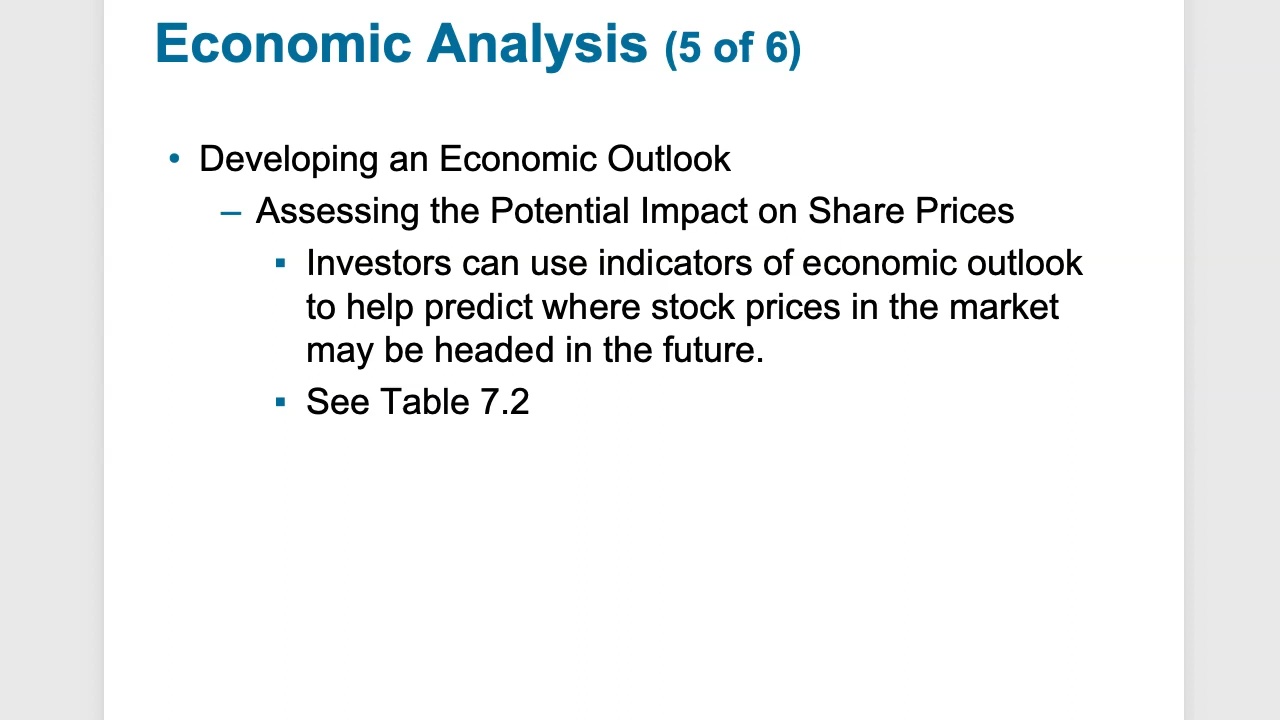 Economic Analysis (5 of 6)
• Developing an Economic Outlook
– Assessing the Potential Impact on Share Prices
▪ Investors can use indicators of economic outlook
to help predict where stock prices in the market
may be headed in the future.
▪ See Table 7.2